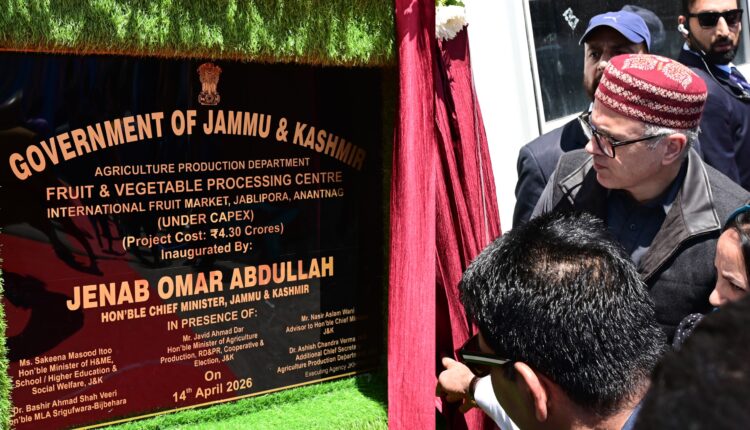 GOVERNMENT OF JAMMU & KASHMIR
AGRICULTURE PRODUCTION DEPARTMENT
FRUIT & VEGETABLE PROCESSING CENTRE
INTERNATIONAL FRUIT MARKET, JABLIPORA, ANANTNAG
(UNDER CAPEX)
(Project Cost: ₹4.30 Crores)
Inaugurated By:
JENAB OMAR ABDULLAH
HON'BLE CHIEF MINISTER, JAMMU & KASHMIR
IN PRESENCE OF:
Ms. Sakeena Masood Itoo
Hon'ble Minister of H&ME,
School / Higher Education &
Social Welfare, J&K
Dr. Bashir Ahmad Shah Veeri
Hon'ble MLA Srigufwara-Bijbehara
Mr. Javid Ahmad Dar
Hon'ble Minister of Agriculture
Production, RD&PR, Cooperative &
Election, J&K
Mr. Nasir Aslam Wani
Advisor to Hon'ble Chief
J&K
Dr. Ashish Chandra Verma
Additional Chief
Agriculture Production
Executing Agency
On
14th April 2026